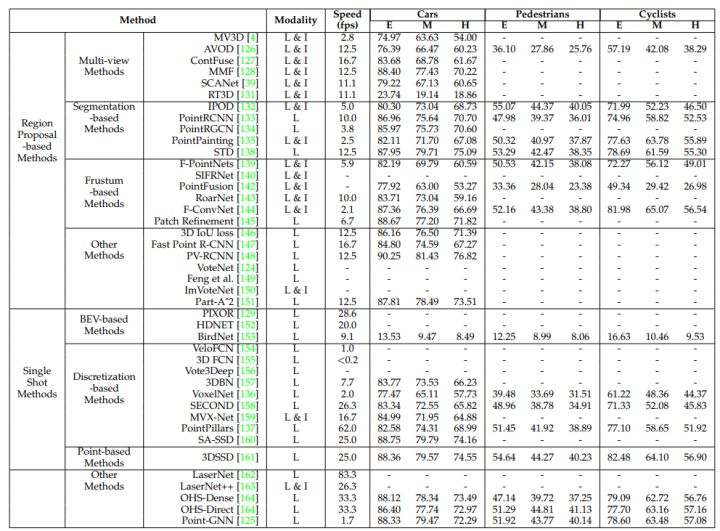 Method Modality Speed (fps) Cars Pedestrians Cyclists
E M H E M H E M H
Region Proposal-based Methods
Multi-view Methods
MV3D [4] L & I 2.8 74.97 63.63 54.00 - - - - - -
AVOD [126] L & I 12.5 76.39 66.47 60.23 36.10 27.86 25.76 57.19 42.08 38.29
ContFuse [127] L & I 16.7 83.68 68.78 61.67 - - - - - -
MMF [128] L & I 12.5 88.40 77.43 70.22 - - - - - -
SCANet [39] L & I 11.1 79.22 67.13 60.65 - - - - - -
RT3D [131] L & I 11.1 23.74 19.14 18.86 - - - - - -
Segmentation-based Methods
IPOD [132] L & I 5.0 80.30 73.04 68.73 55.07 44.37 40.05 71.99 52.23 46.50
PointRCNN [133] L 10.0 86.96 75.64 70.70 47.98 39.37 36.01 74.96 58.82 52.53
PointRGCN [134] L 3.8 85.97 75.73 70.60 - - - - - -
PointPainting [135] L & I 2.5 82.11 71.70 67.08 50.32 40.97 37.87 77.63 63.78 55.89
STD [138] L 12.5 87.95 79.71 75.09 53.29 42.47 38.35 78.69 61.59 55.30
Frustum-based Methods
F-PointNets [139] L & I 5.9 82.19 69.79 60.59 50.53 42.15 38.08 72.27 56.12 49.01
SIFRNet [140] L & I - - - - - - - - - -
PointFusion [142] L & I - 77.92 63.00 53.27 33.36 28.04 23.38 49.34 29.42 26.98
RoarNet [143] L & I 10.0 83.71 73.04 59.16 - - - - - -
F-ConvNet [144] L & I 2.1 87.36 76.39 66.69 52.16 43.38 38.80 81.98 65.07 56.54
Patch Refinement [145] L 6.7 88.67 77.20 71.82 - - - - - -
Other Methods
3D IoU loss [146] L 12.5 86.16 76.50 71.39 - - - - - -
Fast Point R-CNN [147] L 16.7 84.80 74.59 67.27 - - - - - -
PV-RCNN [148] L 12.5 90.25 81.43 76.82 - - - - - -
VoteNet [124] L - - - - - - - - - -
Feng et al. [149] L - - - - - - - - - -
ImVoteNet [150] L & I - - - - - - - - - -
Part-A^2 [151] L 12.5 87.81 78.49 73.51 - - - - - -
Single Shot Methods
BEV-based Methods
PIXOR [129] L 28.6 - - - - - - - - -
HDNET [152] L 20.0 - - - - - - - - -
BirdNet [153] L 9.1 13.53 9.47 8.49 12.25 8.99 8.06 16.63 10.46 9.53
Discretization-based Methods
VeloFCN [154] L 1.0 - - - - - - - - -
3D FCN [155] L <0.2 - - - - - - - - -
Vote3Deep [156] L - - - - - - - - - -
3DBN [157] L 7.7 83.77 73.53 66.23 - - - - - -
VoxelNet [136] L 2.0 77.47 65.11 57.73 39.48 33.69 31.51 61.22 48.36 44.37
SECOND [158] L 26.3 83.34 72.55 65.82 48.96 38.78 34.91 71.33 52.08 45.83
MVX-Net [159] L & I 16.7 84.99 71.95 64.88 - - - - - -
PointPillars [137] L 62.0 82.58 74.31 68.99 51.45 41.92 38.89 77.10 58.65 51.92
SA-SSD [160] L 25.0 88.75 79.79 74.16 - - - - - -
Point-based Methods
3DSSD [161] L 25.0 88.36 79.57 74.55 54.64 44.27 40.23 82.48 64.10 56.90
Other Methods
LaserNet [162] L 83.3 - - - - - - - - -
LaserNet++ [163] L & I 26.3 - - - - - - - - -
OHS-Dense [164] L 33.3 88.12 78.34 73.49 47.14 39.72 37.25 79.09 62.72 56.76
OHS-Direct [164] L 33.3 86.40 77.74 72.97 51.29 44.81 41.13 77.70 63.16 57.16
Point-GNN [125] L 1.7 88.33 79.47 72.29 51.92 43.77 40.14 78.60 63.48 57.08